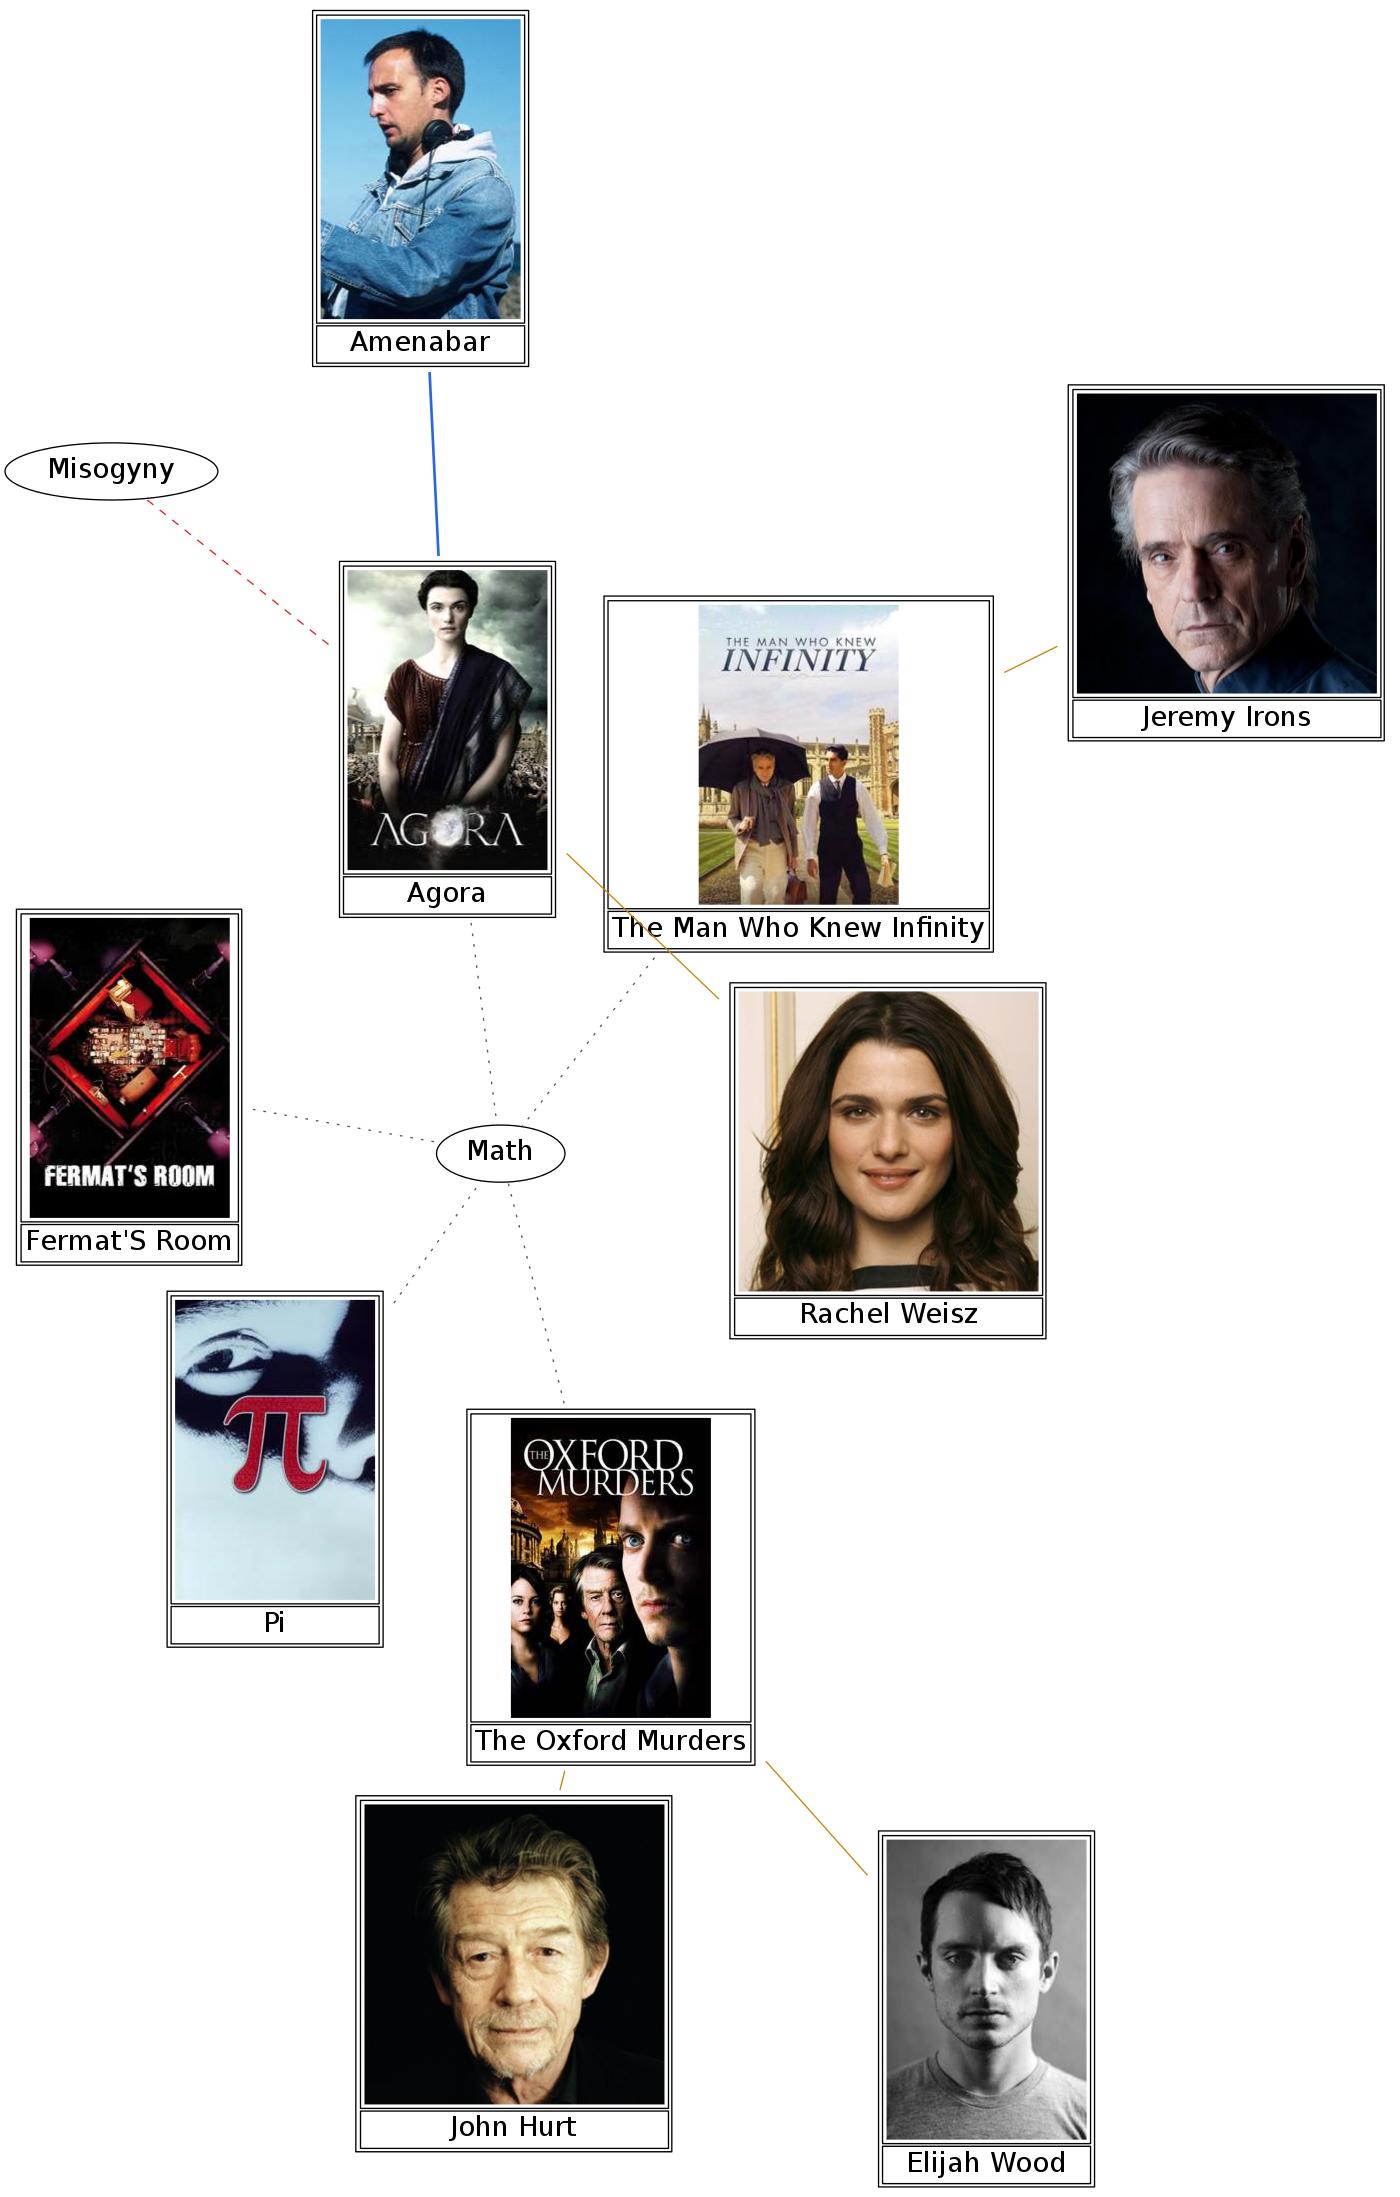 Amenabar
Misogyny
Jeremy Irons
AGORA
Agora
THE MAN WHO KNEW
INFINITY
The Man Who Knew Infinity
FERMAT'S ROOM
Fermat'S Room
Math
Rachel Weisz
π
Pi
THE OXFORD
MURDERS
The Oxford Murders
John Hurt
Elijah Wood